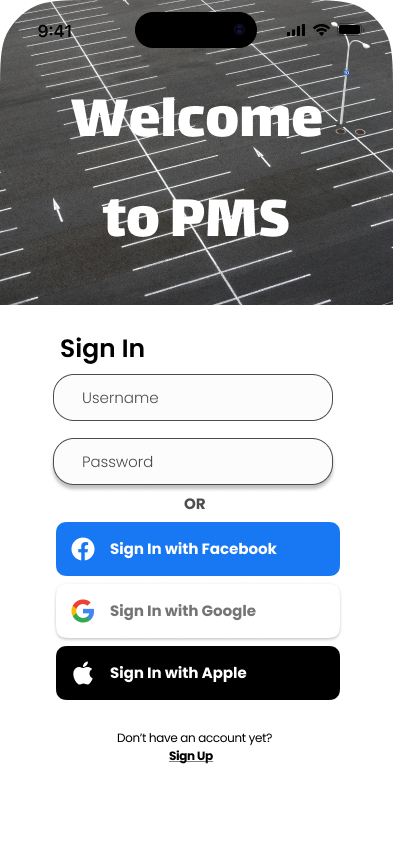 9:41
Welcome
to PMS
Sign In
Username
Password
OR
Sign In with Facebook
Sign In with Google
Sign In with Apple
Don't have an account yet?
Sign Up